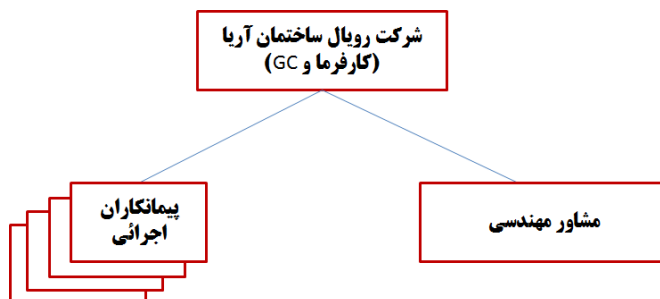 شرکت رویال ساختمان آریا
(کارفرما و GC)
پیمانکاران
اجرائی
مشاور مهندسی